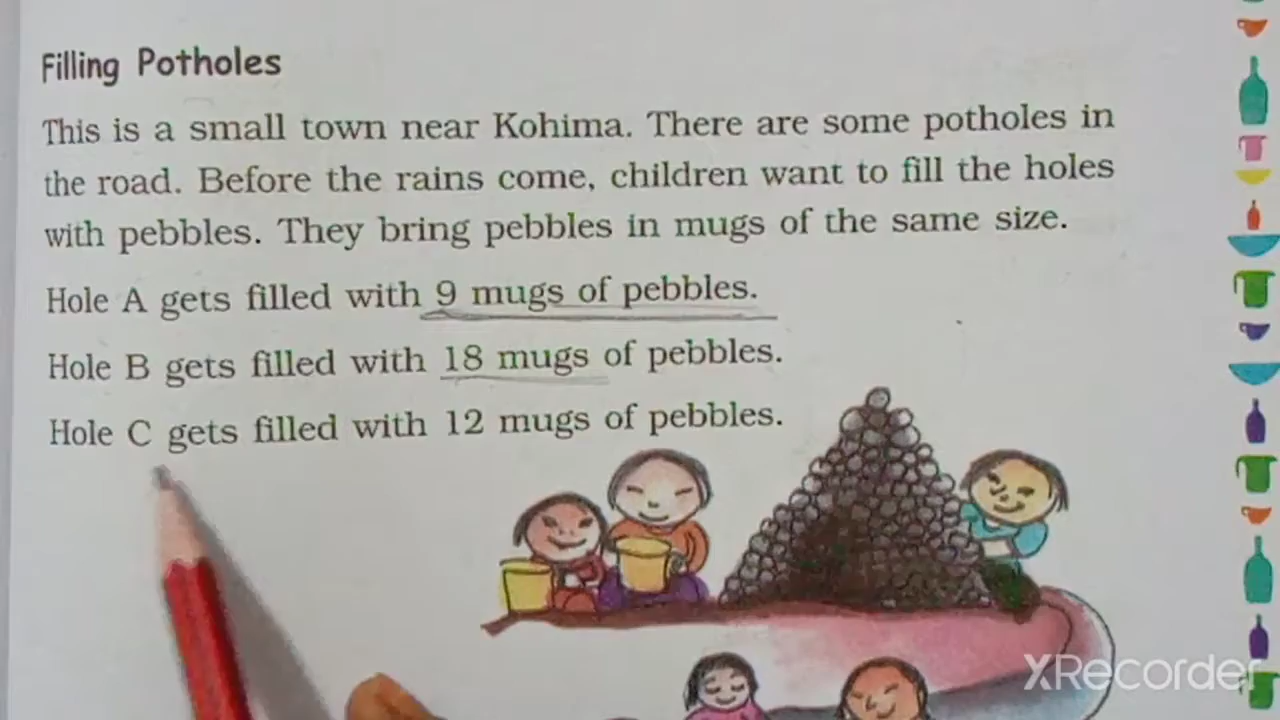 Filling Potholes
This is a small town near Kohima. There are some potholes in
the road. Before the rains come, children want to fill the holes
with pebbles. They bring pebbles in mugs of the same size.
Hole A gets filled with 9 mugs of pebbles.
Hole B gets filled with 18 mugs of pebbles.
Hole C gets filled with 12 mugs of pebbles.
XRecorder